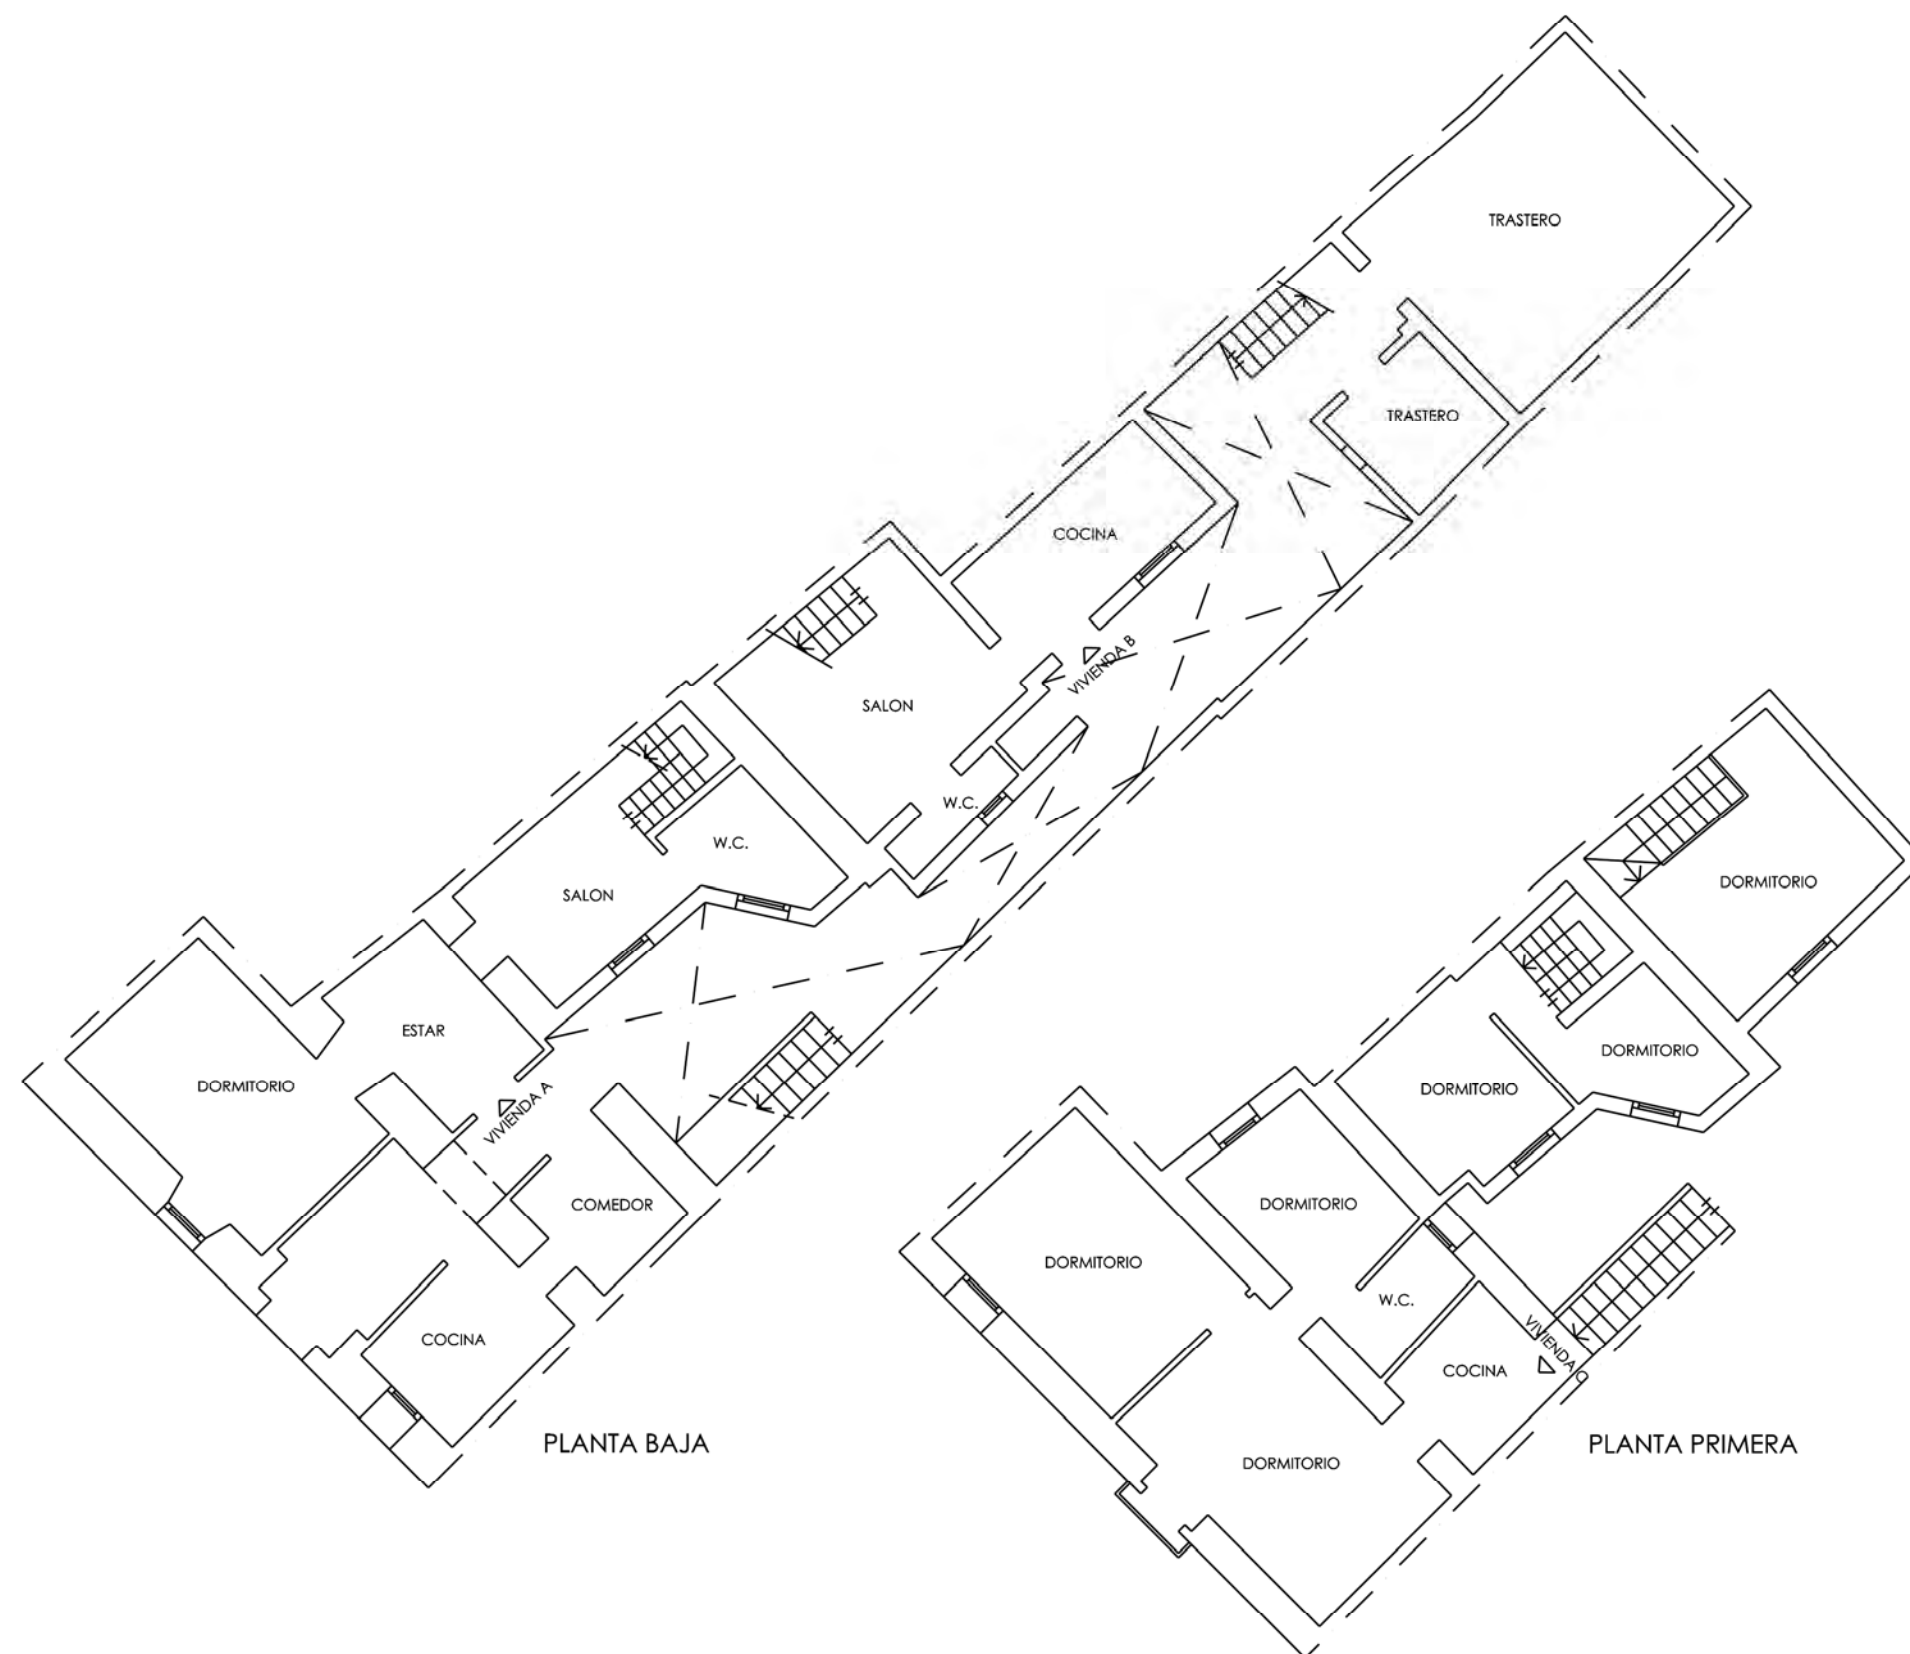 TRASTERO
TRASTERO
COCINA
VIVIENDA B
SALON
W.C.
W.C.
SALON
ESTAR
DORMITORIO
VIVIENDA A
COMEDOR
COCINA
PLANTA BAJA
DORMITORIO
DORMITORIO
DORMITORIO
DORMITORIO
DORMITORIO
W.C.
VIVIENDA C
COCINA
DORMITORIO
PLANTA PRIMERA